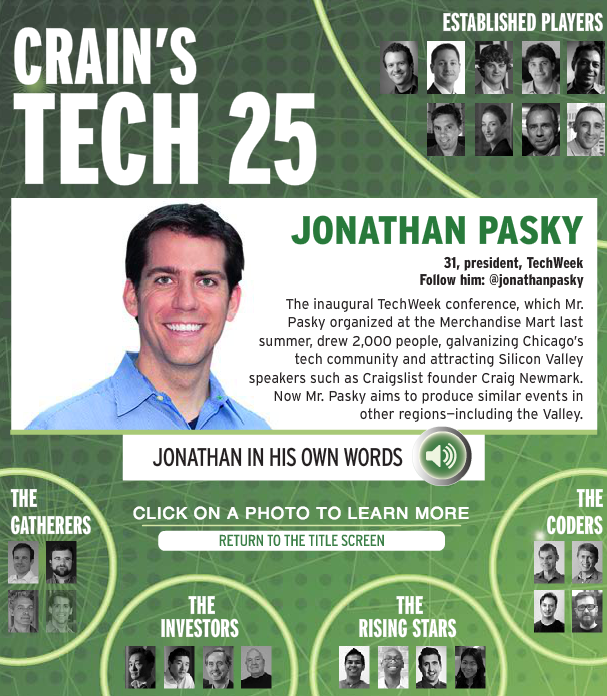 CRAIN'S
TECH 25
ESTABLISHED PLAYERS
JONATHAN PASKY
31, president, TechWeek
Follow him: @jonathanpasky
The inaugural TechWeek conference, which Mr.
Pasky organized at the Merchandise Mart last
summer, drew 2,000 people, galvanizing Chicago's
tech community and attracting Silicon Valley
speakers such as Craigslist founder Craig Newmark.
Now Mr. Pasky aims to produce similar events in
other regions—including the Valley.
JONATHAN IN HIS OWN WORDS
CLICK ON A PHOTO TO LEARN MORE
RETURN TO THE TITLE SCREEN
THE
GATHERERS
THE
INVESTORS
THE
RISING STARS
THE
CODERS